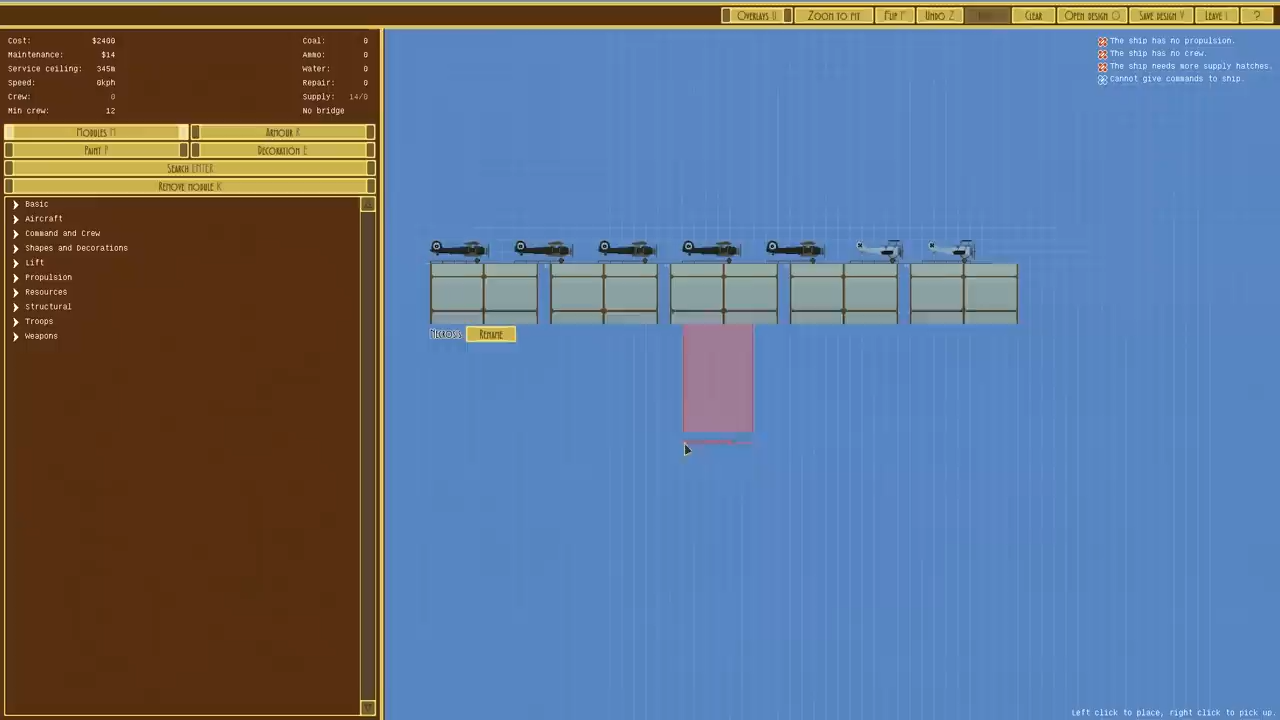 Overlays U Zoom to fit Flip F Undo Z Clear Open design O Save design V Leave I ?
Cost: $2400 Coal: 0
Maintenance: $14 Ammo: 0
Service ceiling: 345m Water: 0
Speed: 0kph Repair: 0
Crew: 0 Supply: 14/0
Min crew: 12 No bridge
Modules M Armour R
Paint P Decoration E
Search ENTER
Remove module K
Basic
Aircraft
Command and Crew
Shapes and Decorations
Lift
Propulsion
Resources
Structural
Troops
Weapons
The ship has no propulsion.
The ship has no crew.
The ship needs more supply hatches.
Cannot give commands to ship.
Necrosis Rename
Left click to place, right click to pick up.